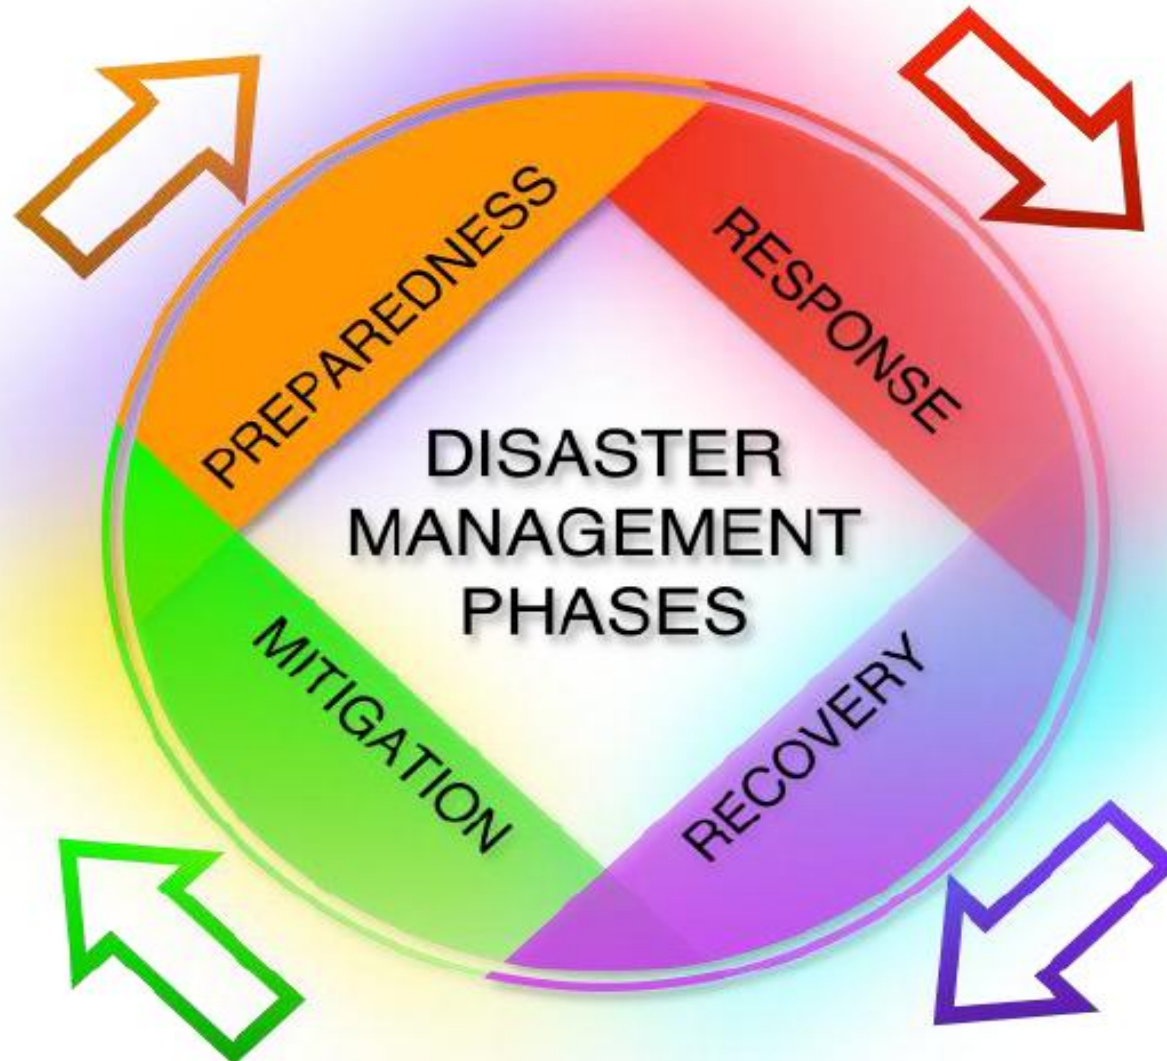 PREPAREDNESS
RESPONSE
DISASTER
MANAGEMENT
PHASES
MITIGATION
RECOVERY